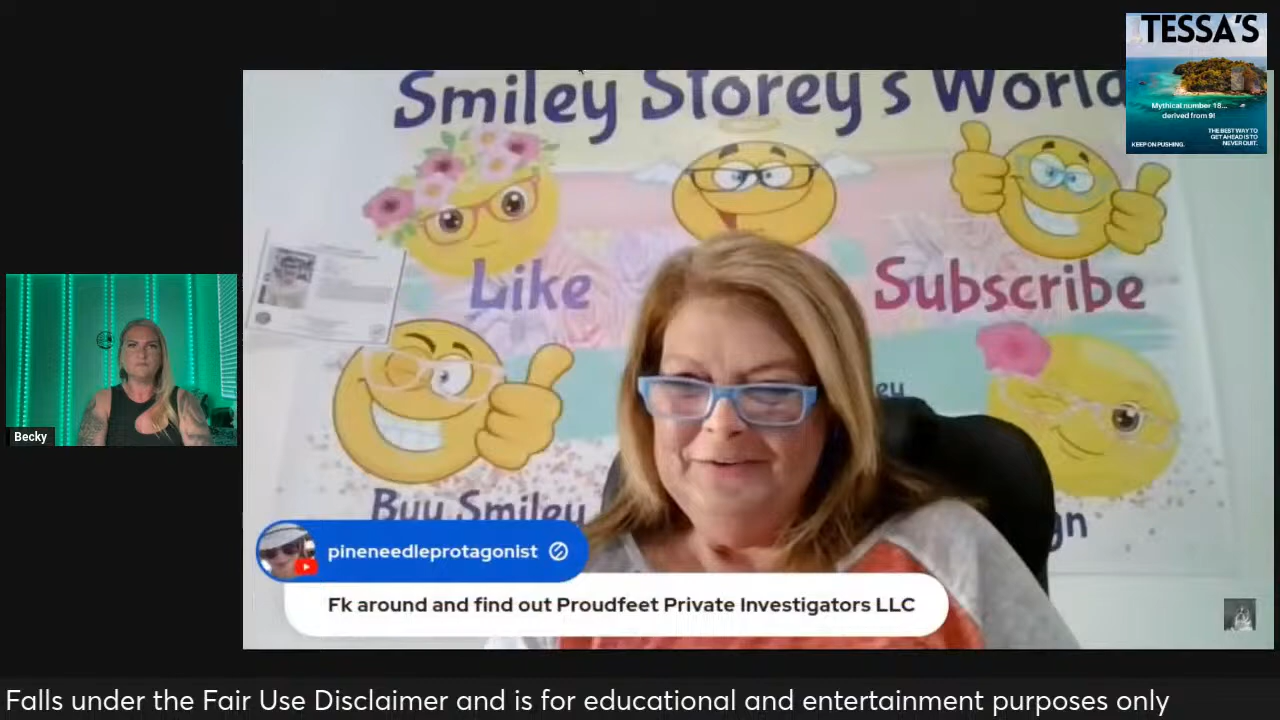 TESSA'S
Mythical number 18...
derived from 9!
THE BEST WAY TO
GET AHEAD IS TO
NEVER QUIT.
KEEP ON PUSHING.
Smiley Storey's World
Like
Subscribe
ey
Buy Smiley
gn
Becky
pineneedleprotagonist
Fk around and find out Proudfeet Private Investigators LLC
Falls under the Fair Use Disclaimer and is for educational and entertainment purposes only